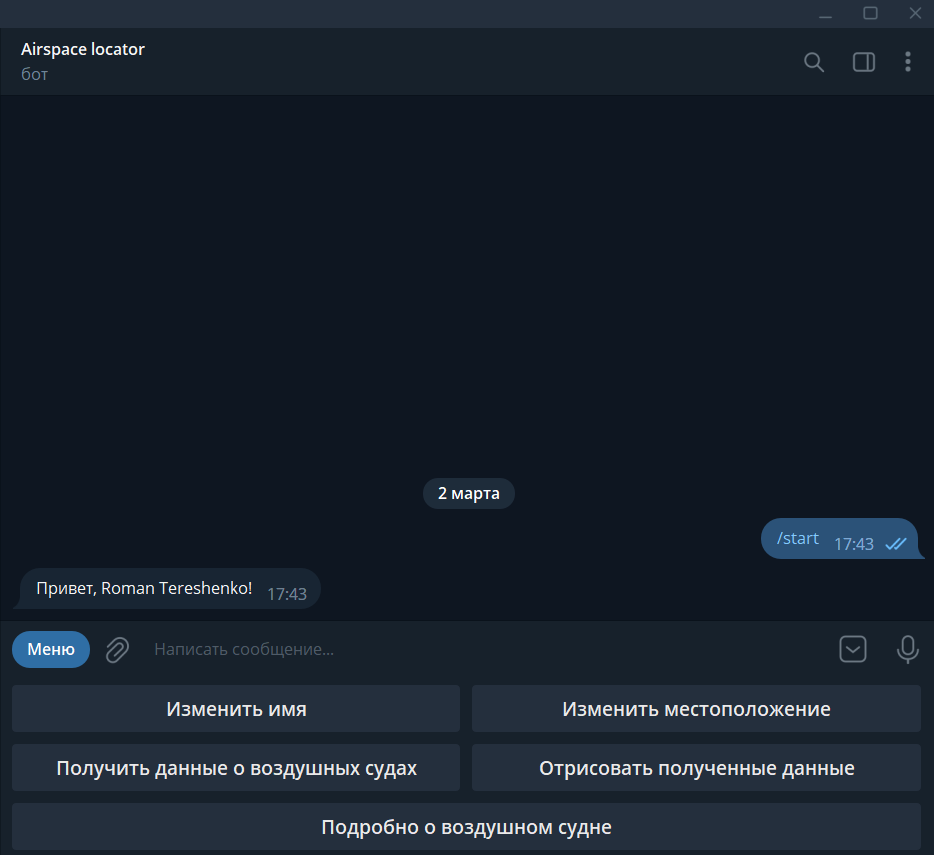 Airspace locator
бот
2 марта
/start 17:43
Привет, Roman Tereshenko! 17:43
Меню Написать сообщение...
Изменить имя Изменить местоположение
Получить данные о воздушных судах Отрисовать полученные данные
Подробно о воздушном судне